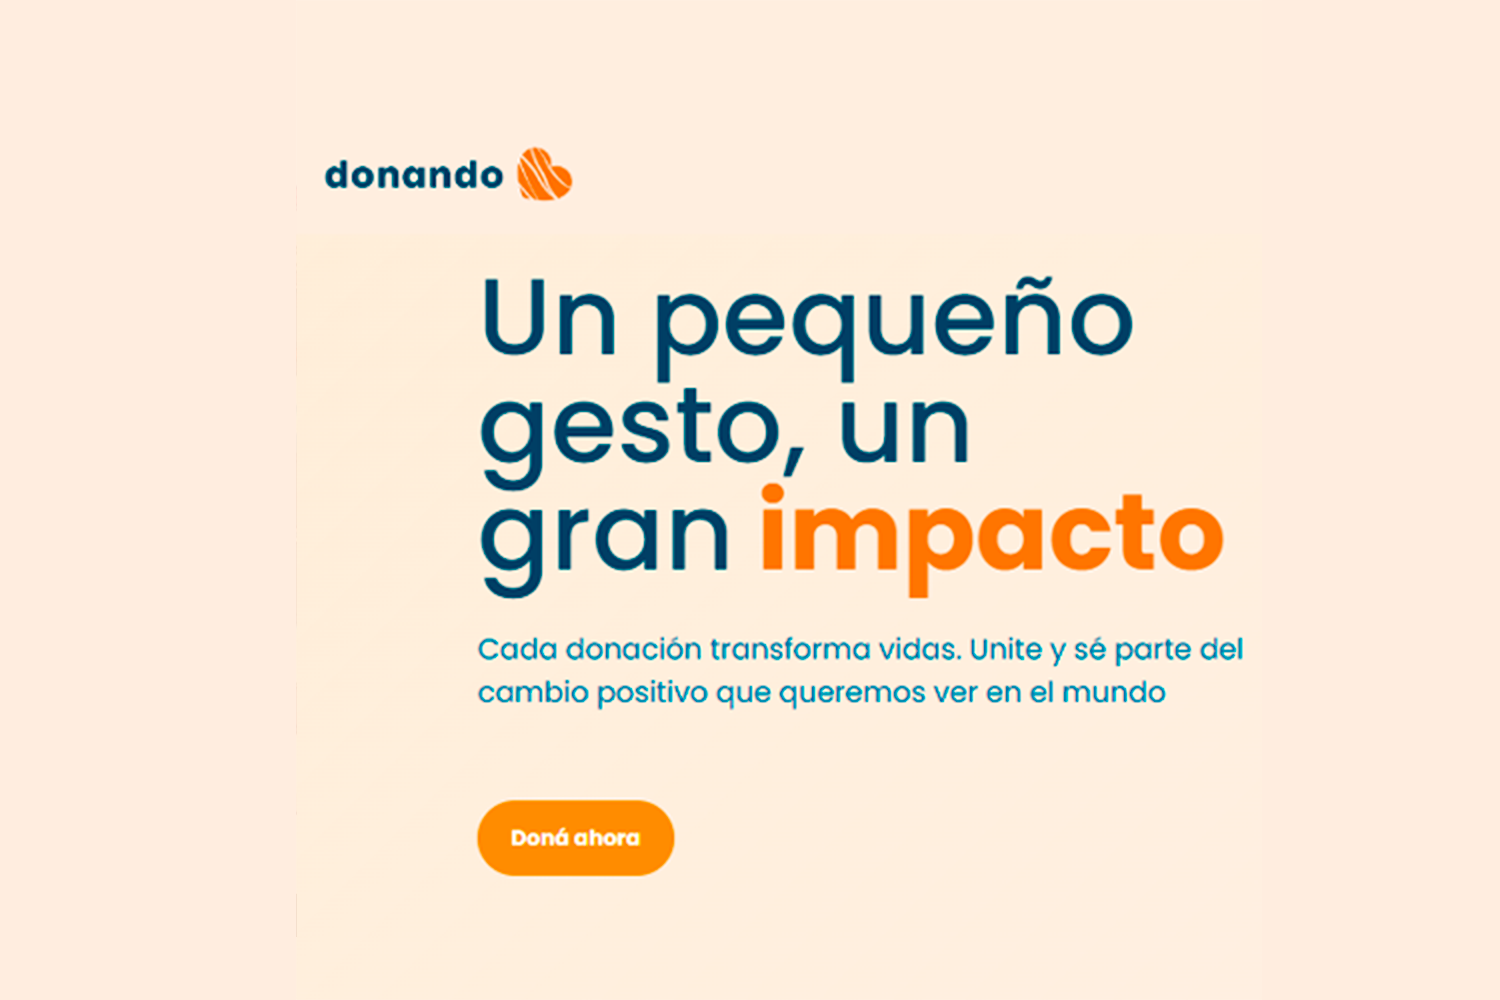 donando
Un pequeño
gesto, un
gran impacto
Cada donación transforma vidas. Unite y sé parte del
cambio positivo que queremos ver en el mundo
Doná ahora